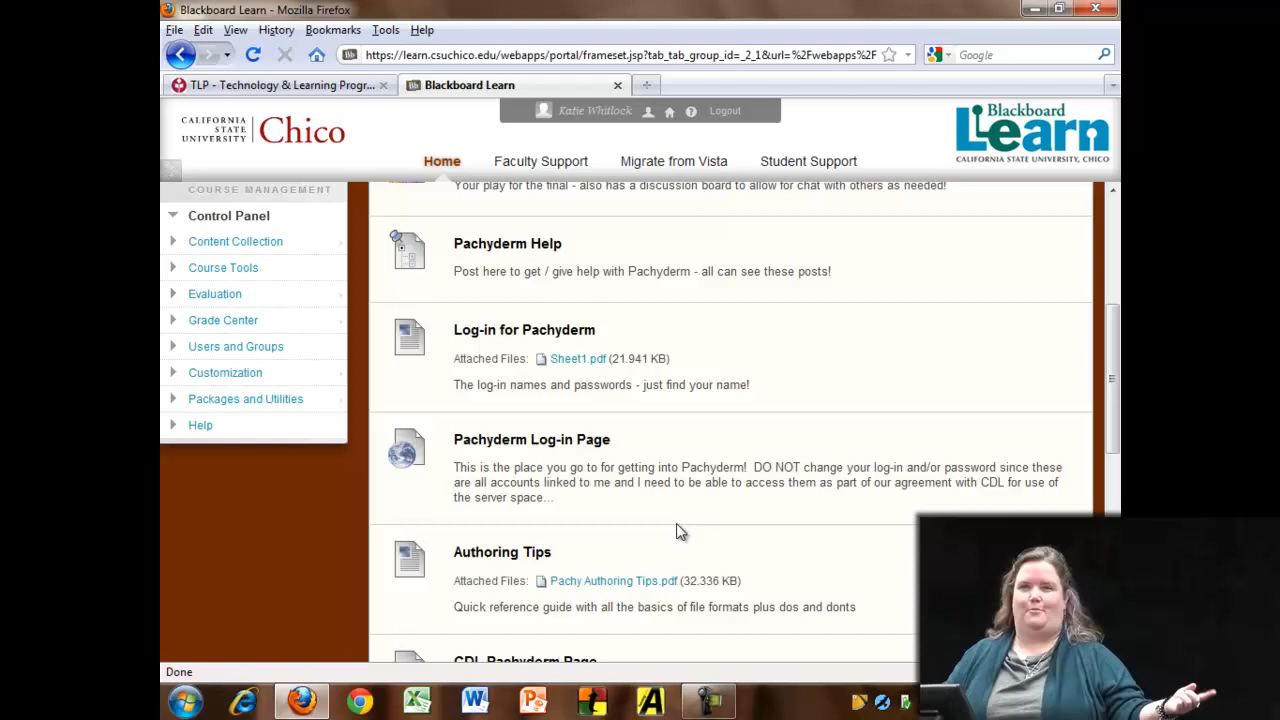 Blackboard Learn - Mozilla Firefox
File Edit View History Bookmarks Tools Help
https://learn.csuchico.edu/webapps/portal/frameset.jsp?tab_tab_group_id=_2_1&url=%2Fwebapps%2F
Google
TLP - Technology & Learning Progr...
Blackboard Learn
Katie Whitlock
Logout
CALIFORNIA STATE UNIVERSITY, Chico
Blackboard
Learn
CALIFORNIA STATE UNIVERSITY, CHICO
Home Faculty Support Migrate from Vista Student Support
COURSE MANAGEMENT
Control Panel
Content Collection
Course Tools
Evaluation
Grade Center
Users and Groups
Customization
Packages and Utilities
Help
Your play for the final - also has a discussion board to allow for chat with others as needed!
Pachyderm Help
Post here to get / give help with Pachyderm - all can see these posts!
Log-in for Pachyderm
Attached Files: Sheet1.pdf (21.941 KB)
The log-in names and passwords - just find your name!
Pachyderm Log-in Page
This is the place you go to for getting into Pachyderm! DO NOT change your log-in and/or password since these
are all accounts linked to me and I need to be able to access them as part of our agreement with CDL for use of
the server space...
Authoring Tips
Attached Files: Pachy Authoring Tips.pdf (32.336 KB)
Quick reference guide with all the basics of file formats plus dos and donts
CDL Pachyderm Page
Done